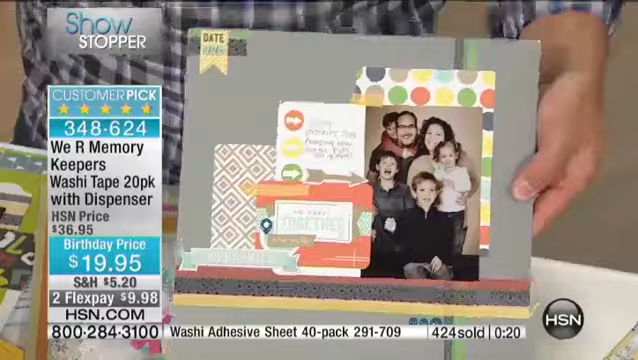 Show
STOPPER
CUSTOMER PICK
348-624
We R Memory
Keepers
Washi Tape 20pk
with Dispenser
HSN Price
$36.95
Birthday Price
$19.95
S&H $5.20
2 Flexpay $9.98
HSN.COM
800-284-3100
DATE
TOGETHER
Washi Adhesive Sheet 40-pack 291-709
424 sold | 0:20
HSN